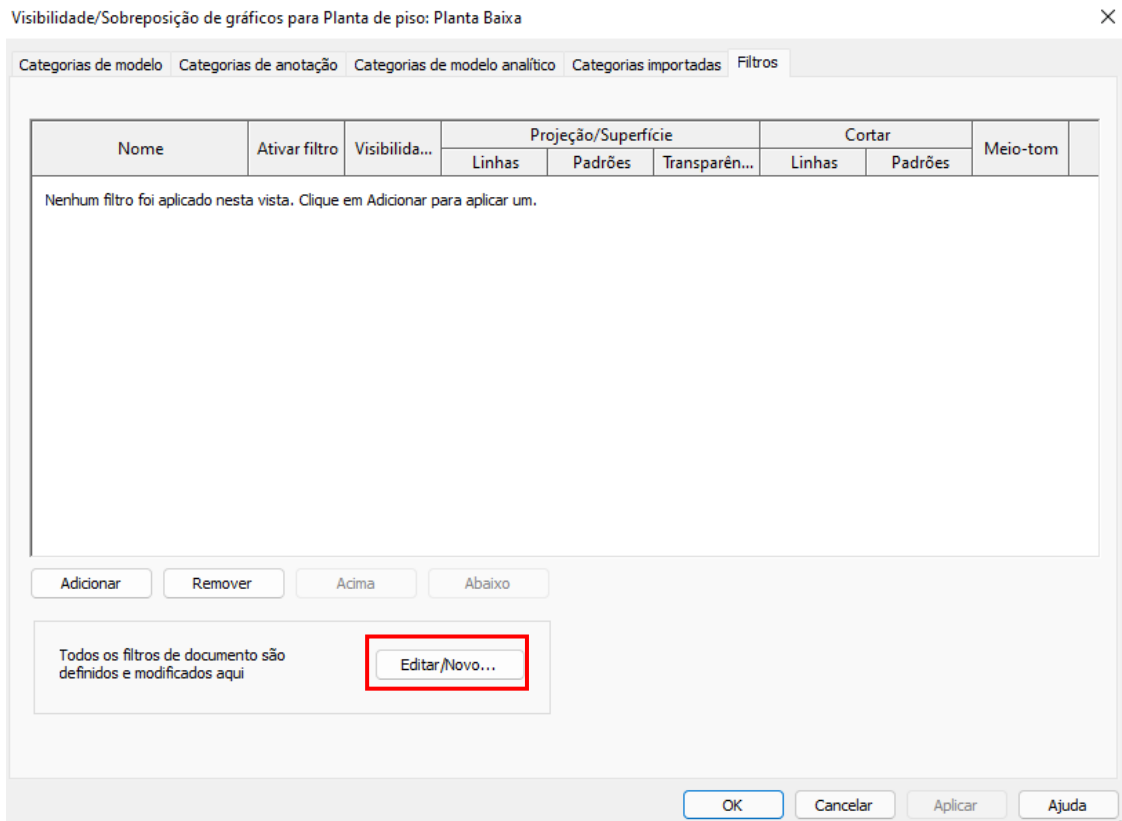 Visibilidade/Sobreposição de gráficos para Planta de piso: Planta Baixa
Categorias de modelo Categorias de anotação Categorias de modelo analítico Categorias importadas Filtros
Nome Ativar filtro Visibilida... Projeção/Superfície Cortar Meio-tom
Linhas Padrões Transparên... Linhas Padrões
Nenhum filtro foi aplicado nesta vista. Clique em Adicionar para aplicar um.
Adicionar Remover Acima Abaixo
Todos os filtros de documento são
definidos e modificados aqui
Editar/Novo...
OK Cancelar Aplicar Ajuda